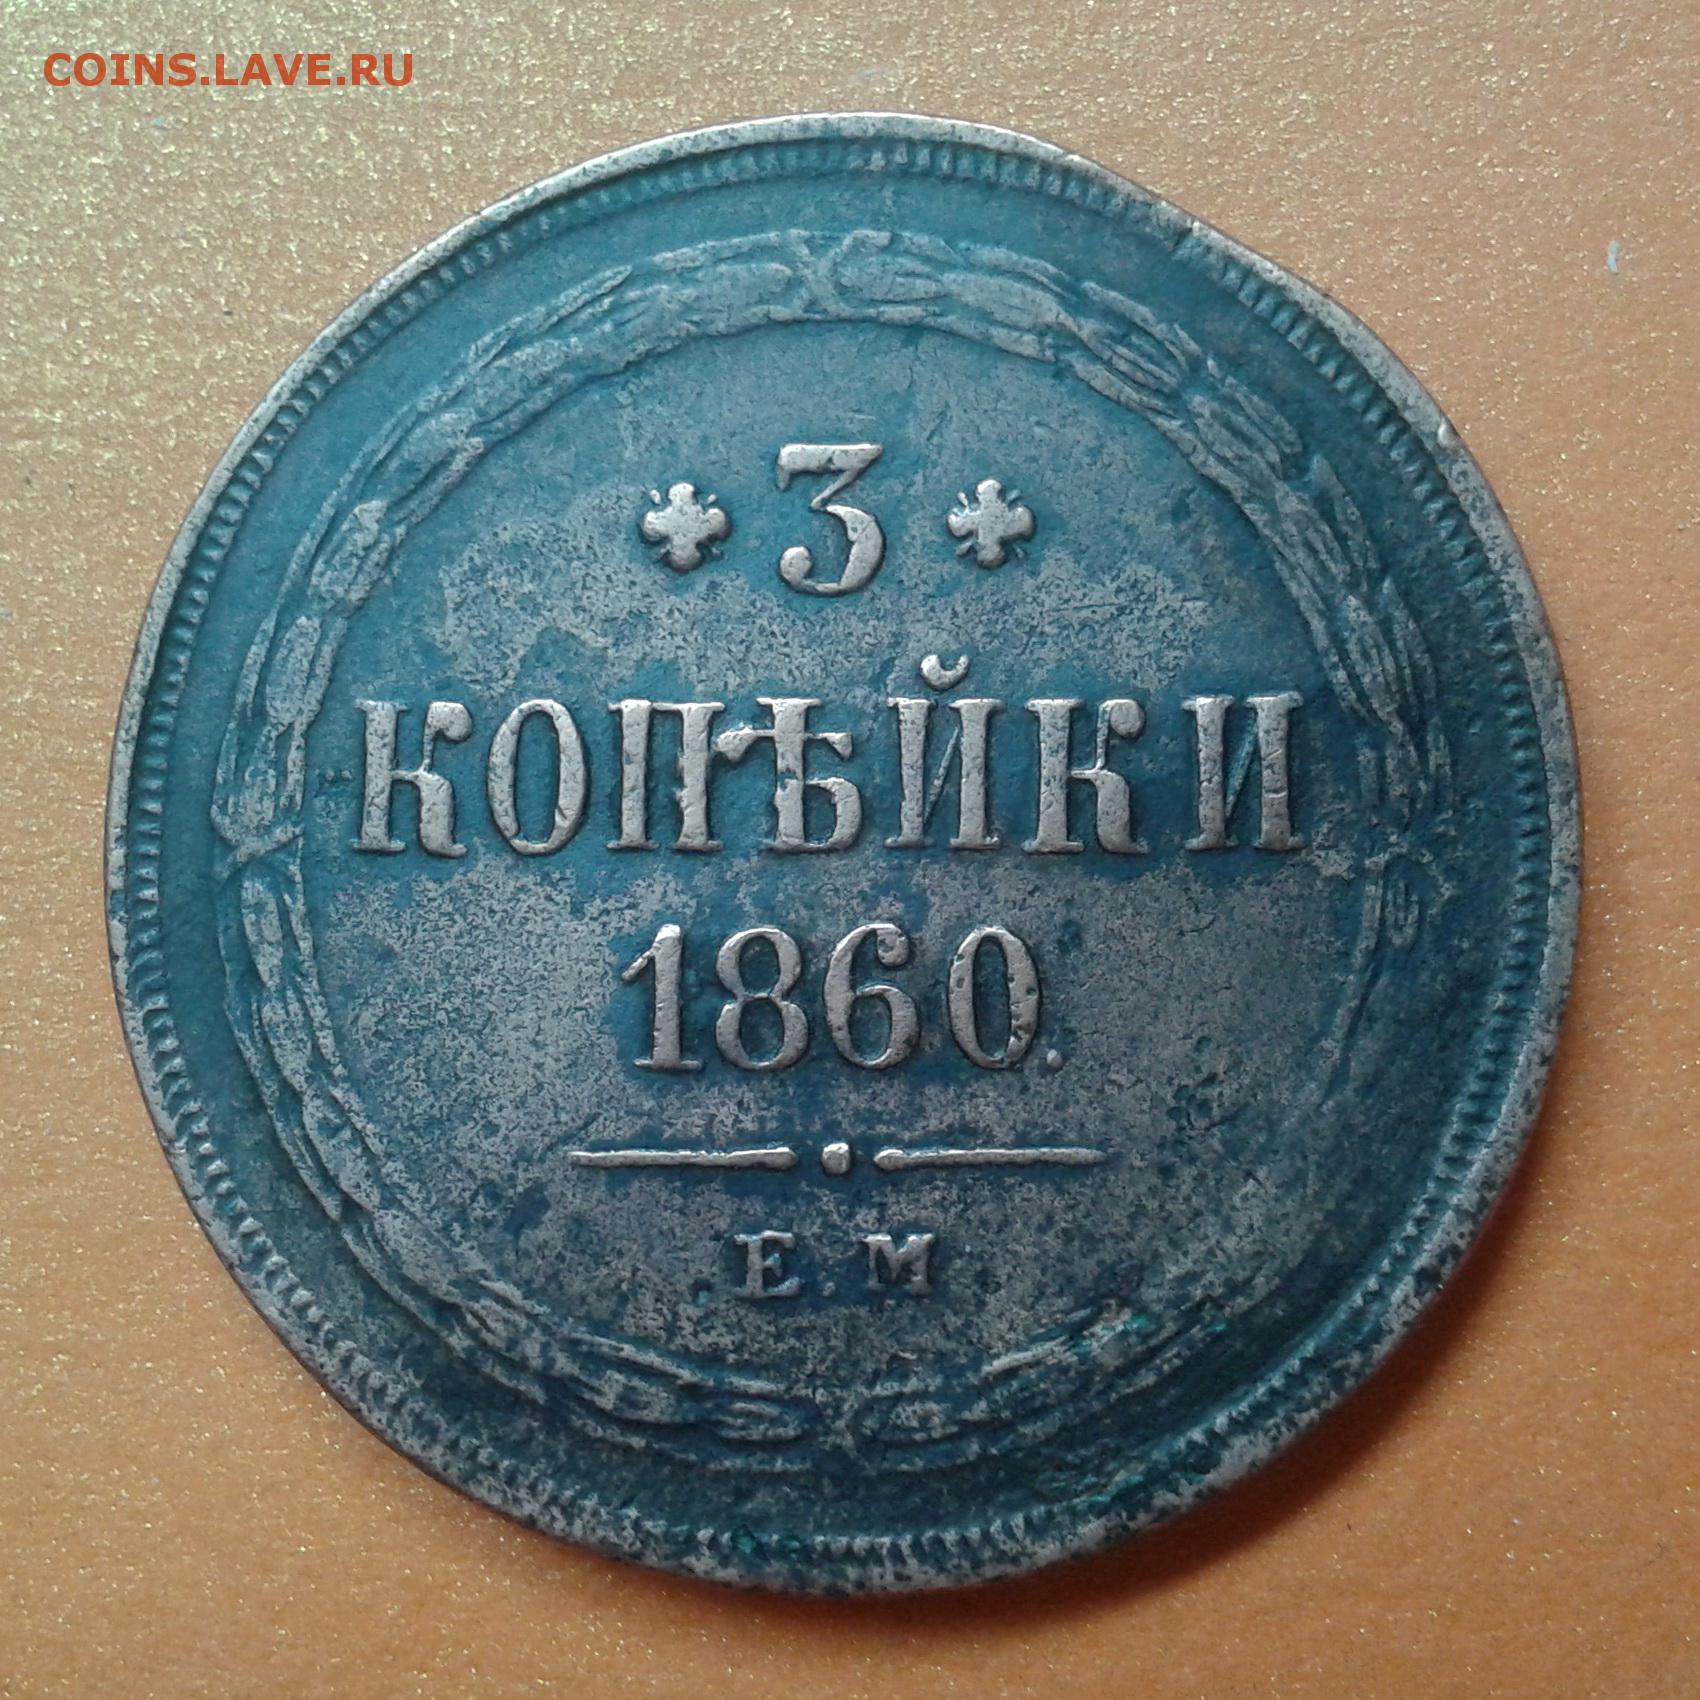 COINS.LAVE.RU
3
КОПѢЙКИ
1860.
Е.М